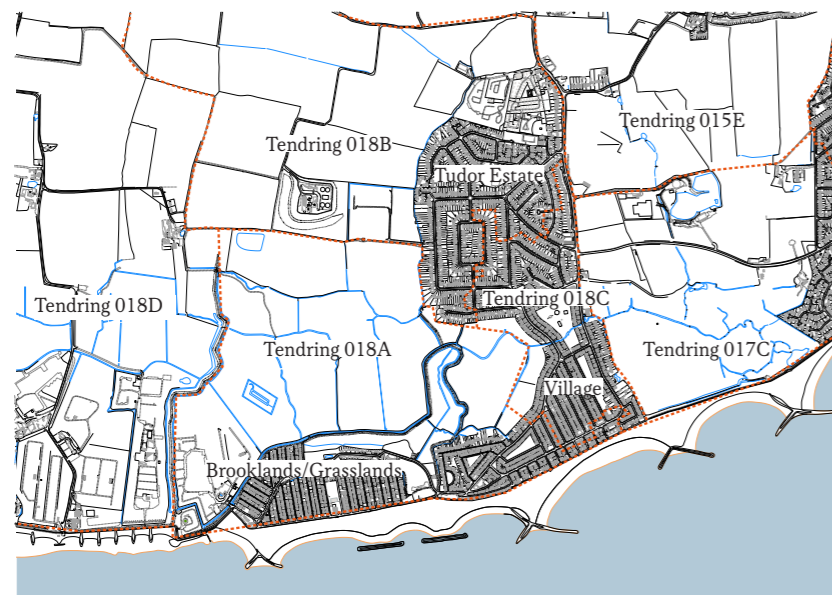 Tendring 015E
Tendring 018B
Tudor Estate
Tendring 018D
Tendring 018C
Tendring 018A
Tendring 017C
Village
Brooklands/Grasslands